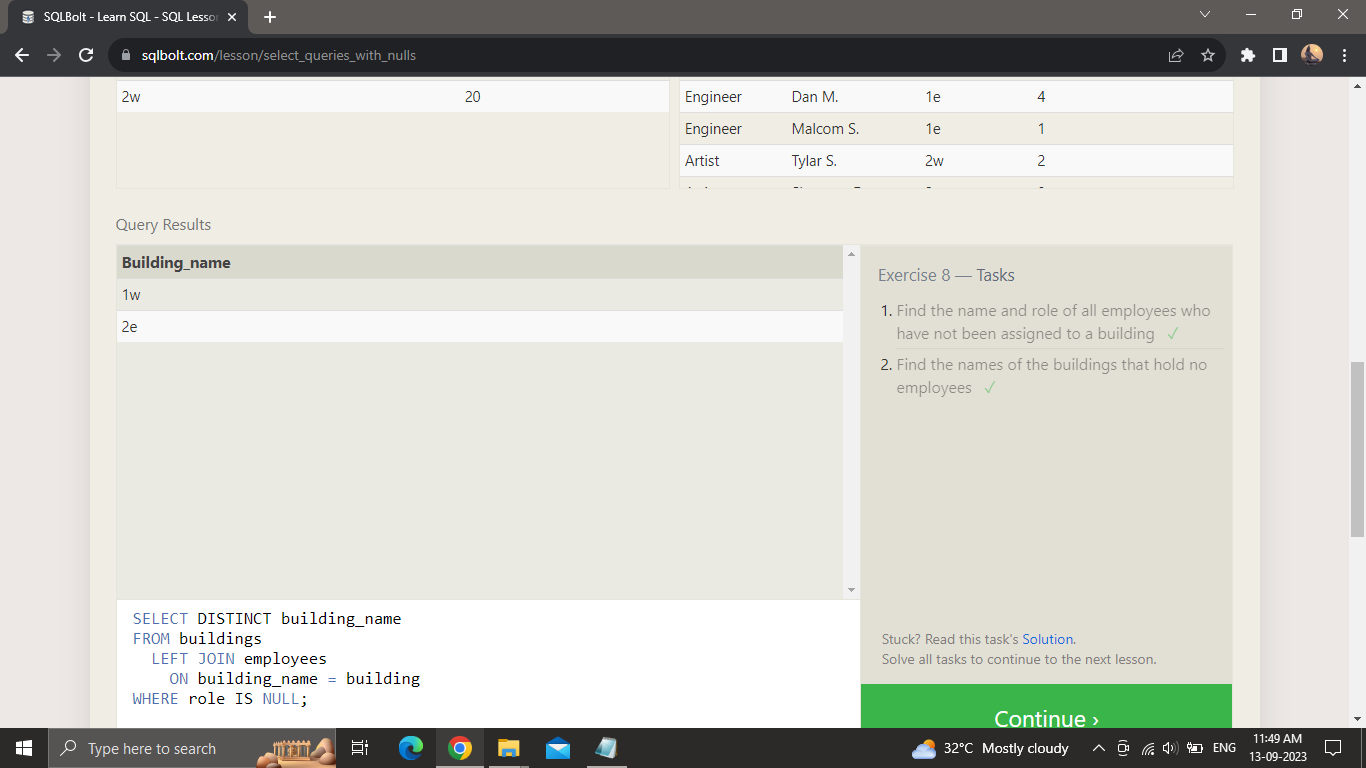 SQLBolt - Learn SQL - SQL Lesson
sqlbolt.com/lesson/select_queries_with_nulls
2w 20
Engineer Dan M. 1e 4
Engineer Malcom S. 1e 1
Artist Tylar S. 2w 2
Query Results
Building_name
1w
2e
Exercise 8 — Tasks
1. Find the name and role of all employees who
have not been assigned to a building ✓
2. Find the names of the buildings that hold no
employees ✓
SELECT DISTINCT building_name
FROM buildings
LEFT JOIN employees
ON building_name = building
WHERE role IS NULL;
Stuck? Read this task's Solution.
Solve all tasks to continue to the next lesson.
Continue ›
Type here to search
32°C Mostly cloudy
ENG
11:49 AM
13-09-2023